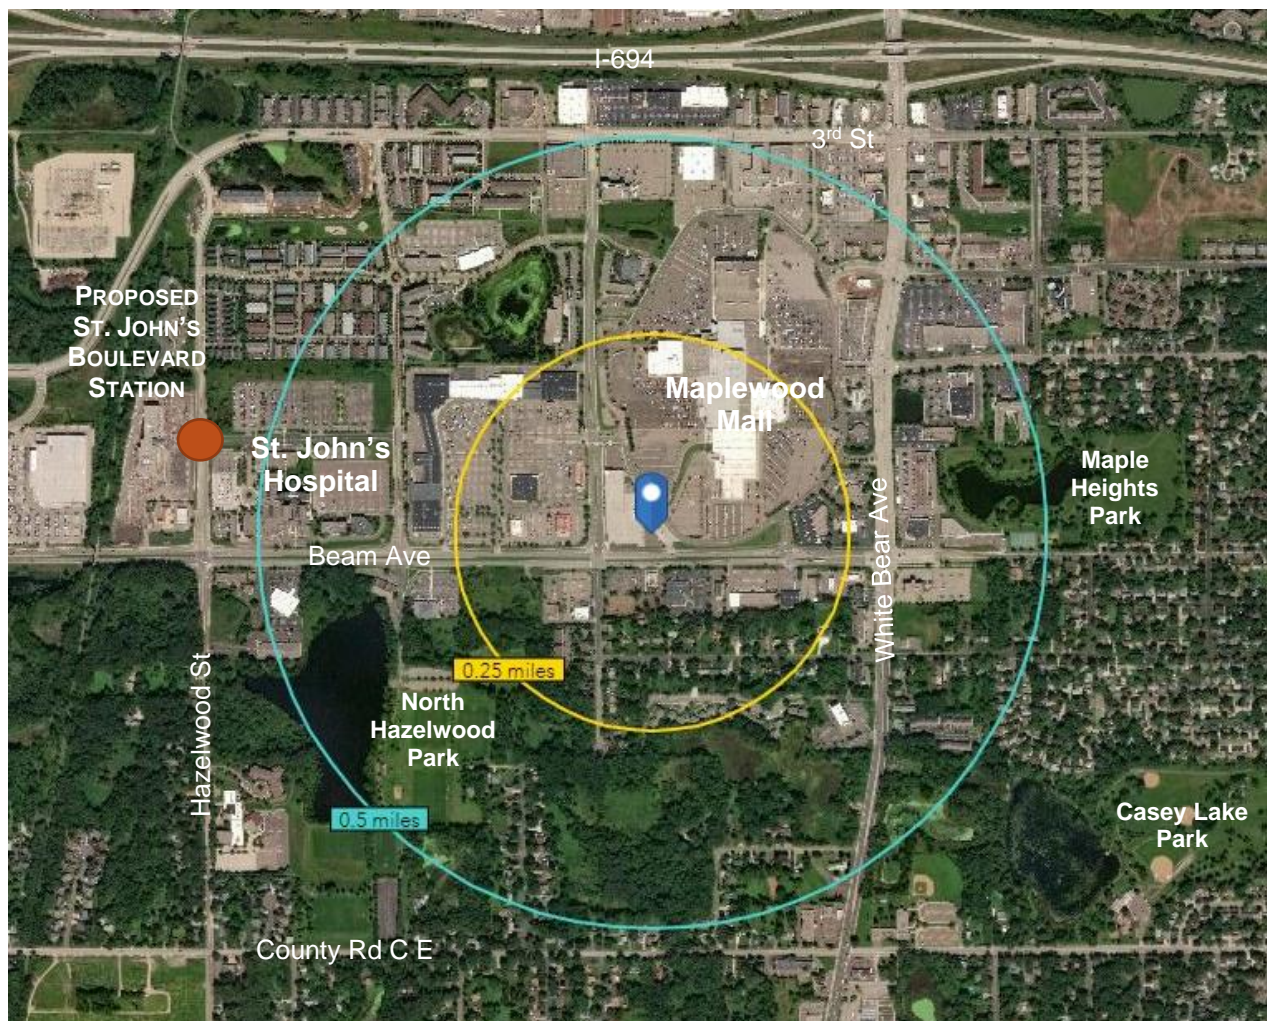 I-694
3rd St
PROPOSED
ST. JOHN'S
BOULEVARD
STATION
Maplewood
Mall
St. John's
Hospital
Maple
Heights
Park
Beam Ave
White Bear Ave
0.25 miles
Hazelwood St
North
Hazelwood
Park
0.5 miles
Casey Lake
Park
County Rd C E